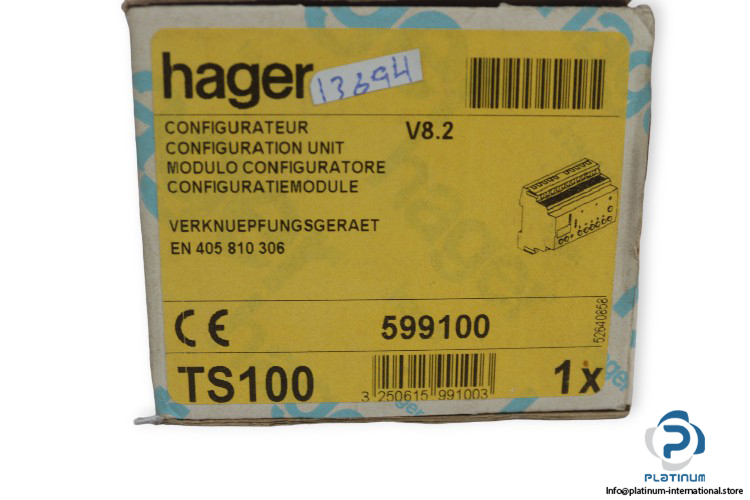 hager
13694
CONFIGURATEUR V8.2
CONFIGURATION UNIT
MODULO CONFIGURATORE
CONFIGURATIEMODULE
VERKNUEPFUNGSGERAET
EN 405 810 306
CE 599100
52640858
TS100 1x
3 250615 991003
hager
PLATINUM
Info@platinum-international.store